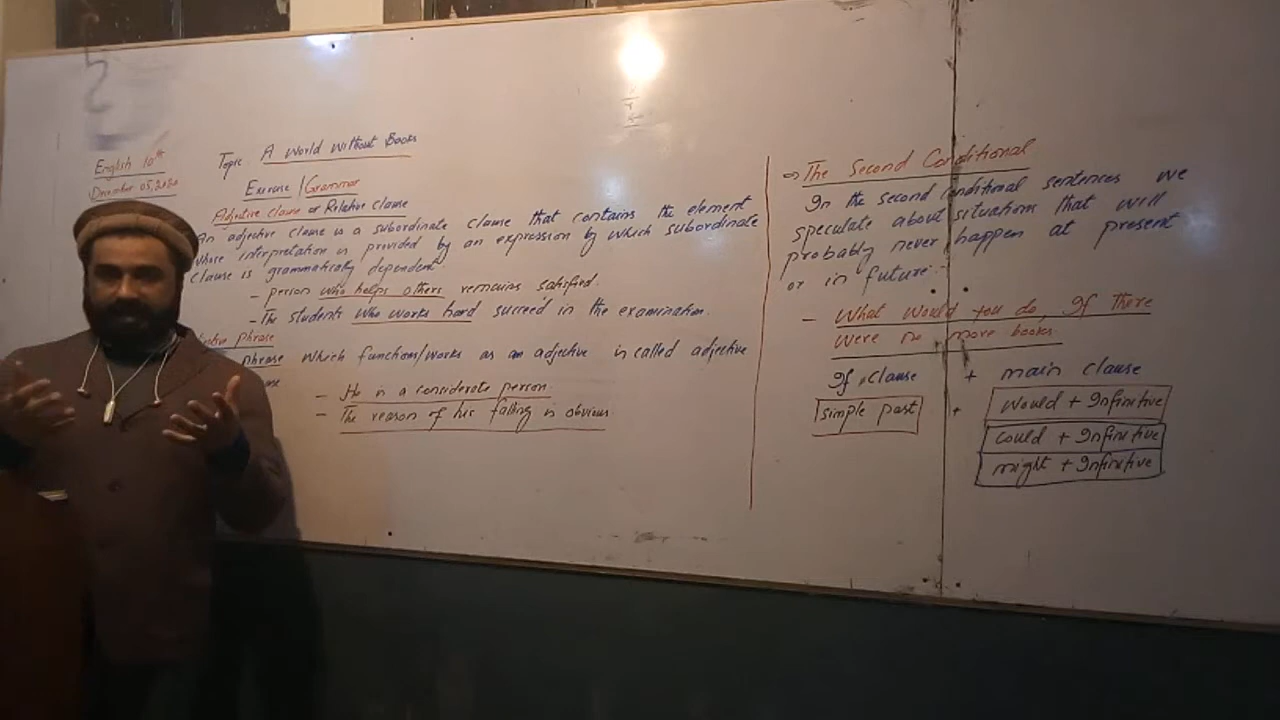 English 10th
December 05, 2020
Topic: A World Without Books
Exercise / Grammar
Adjective clause or Relative Clause
An adjective clause is a subordinate clause that contains the element
whose interpretation is provided by an expression by which subordinate
clause is grammatically dependent.
- person who helps others remains satisfied.
- The students who works hard succeed in the examination.
Phrase
phrase which functions/works as an adjective is called adjective
- He is a considerate person
- The reason of his failing is obvious
⇒ The Second Conditional
In the second conditional sentences we
speculate about situations that will
probably never happen at present
or in future.
- What would you do, If there
were no more books.
If clause + main clause
simple past + would + Infinitive
could + Infinitive
might + Infinitive